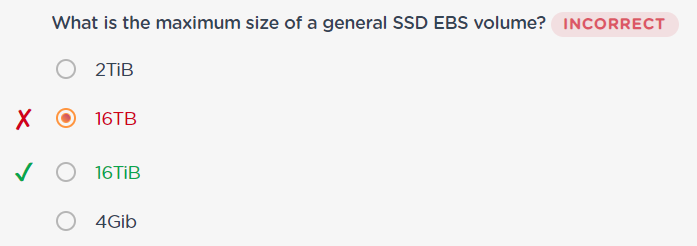 What is the maximum size of a general SSD EBS volume? INCORRECT
2TiB
16TB
16TiB
4Gib